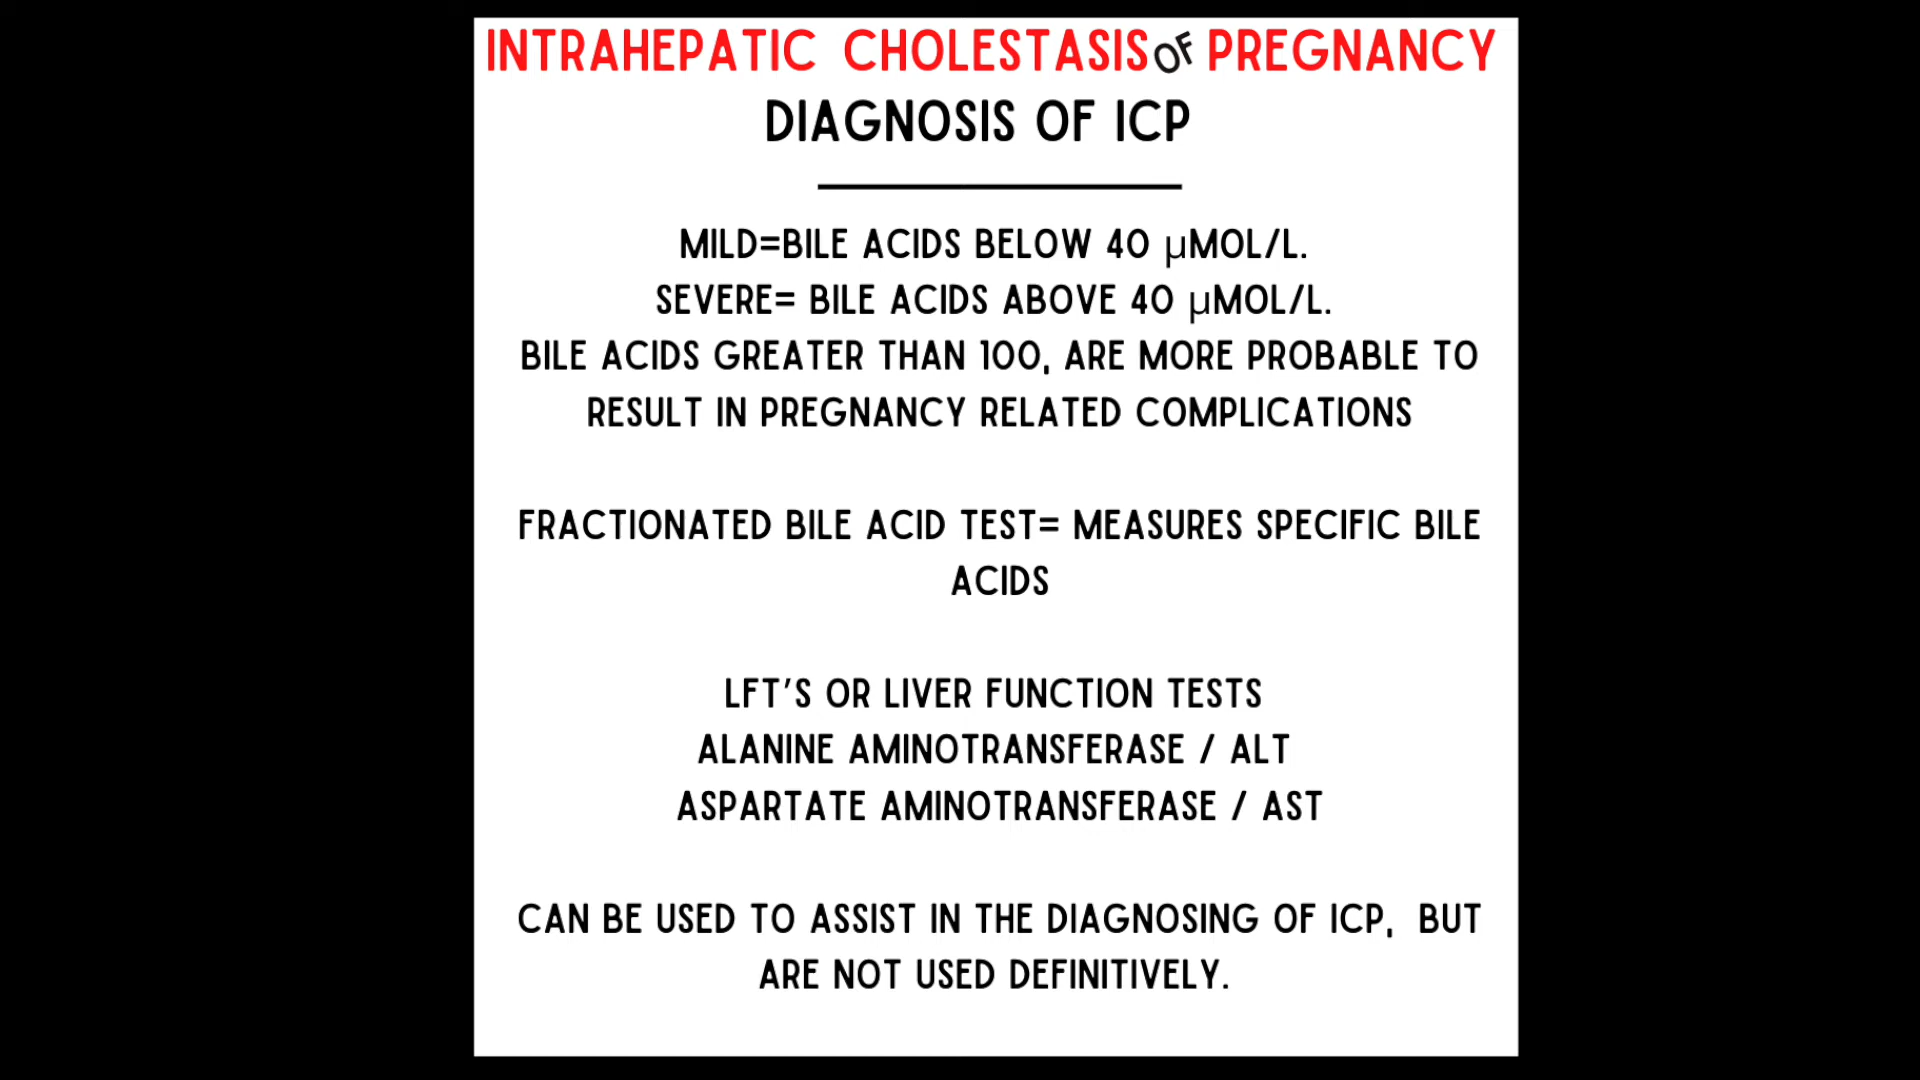 INTRAHEPATIC CHOLESTASIS OF PREGNANCY
DIAGNOSIS OF ICP
MILD=BILE ACIDS BELOW 40 µMOL/L.
SEVERE= BILE ACIDS ABOVE 40 µMOL/L.
BILE ACIDS GREATER THAN 100, ARE MORE PROBABLE TO
RESULT IN PREGNANCY RELATED COMPLICATIONS
FRACTIONATED BILE ACID TEST= MEASURES SPECIFIC BILE
ACIDS
LFT'S OR LIVER FUNCTION TESTS
ALANINE AMINOTRANSFERASE / ALT
ASPARTATE AMINOTRANSFERASE / AST
CAN BE USED TO ASSIST IN THE DIAGNOSING OF ICP, BUT
ARE NOT USED DEFINITIVELY.